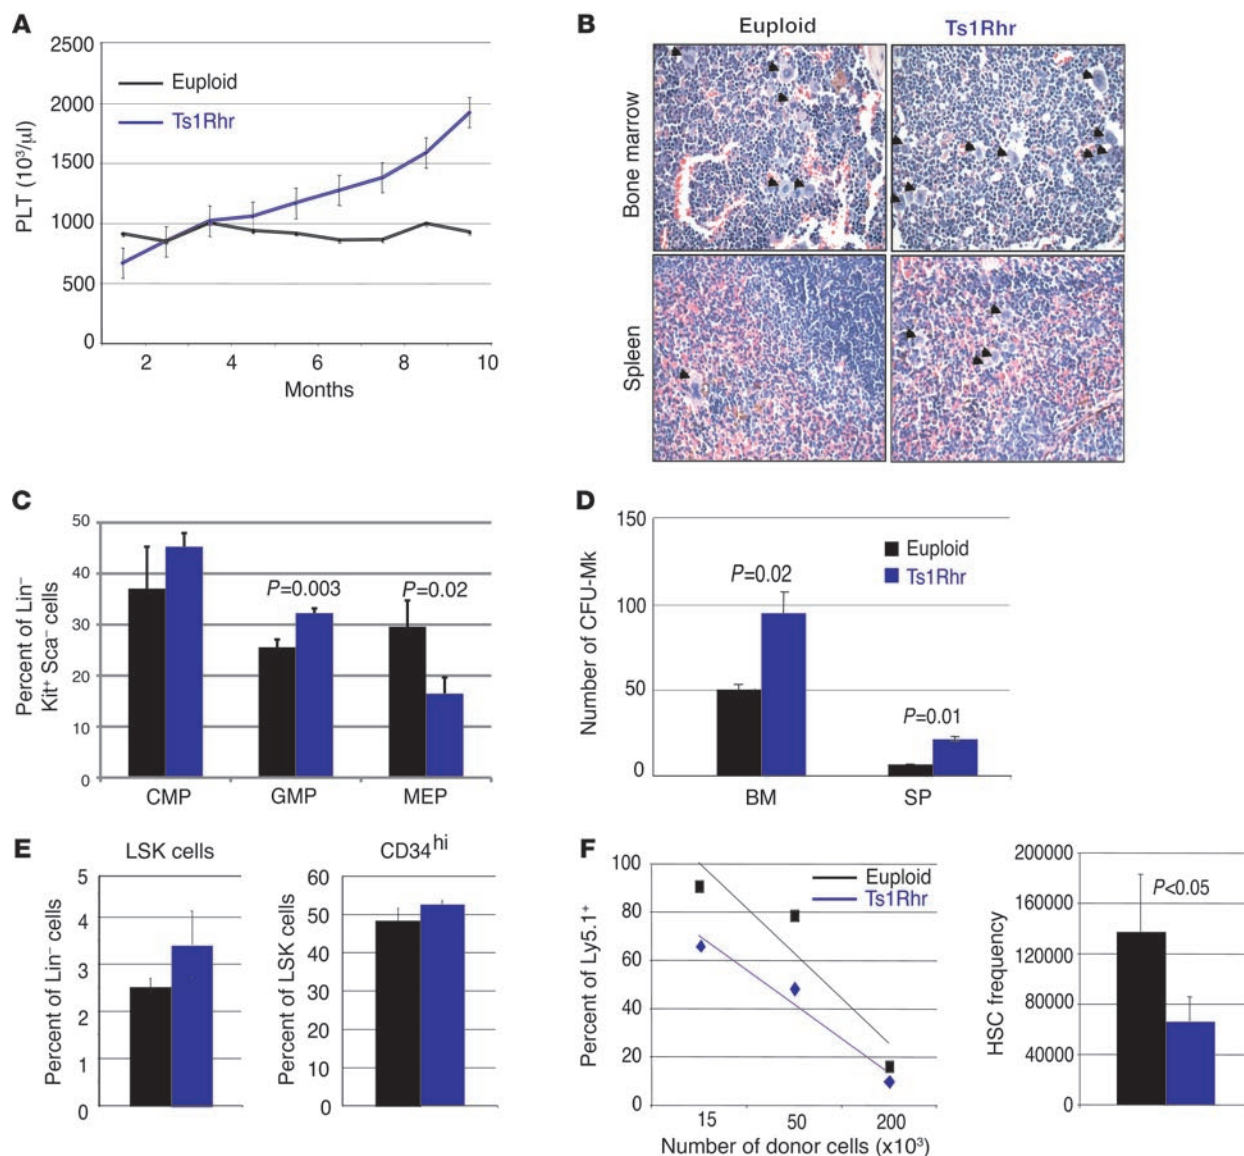 A
2500
2000
1500
1000
500
0
PLT (10³/µl)
Euploid
Ts1Rhr
2 4 6 8 10
Months
B
Euploid Ts1Rhr
Bone marrow
Spleen
C
50
40
30
20
10
0
Percent of Lin⁻
Kit⁺ Sca⁻ cells
P=0.003 P=0.02
CMP GMP MEP
D
150
100
50
0
Number of CFU-Mk
Euploid
Ts1Rhr
P=0.02
P=0.01
BM SP
E
LSK cells
5
4
3
2
1
0
Percent of Lin⁻ cells
CD34ʰⁱ
60
50
40
30
20
10
0
Percent of LSK cells
F
100
80
60
40
20
0
Percent of Ly5.1⁺
Euploid
Ts1Rhr
15 50 200
Number of donor cells (x10³)
200000
160000
120000
80000
40000
0
HSC frequency
P<0.05